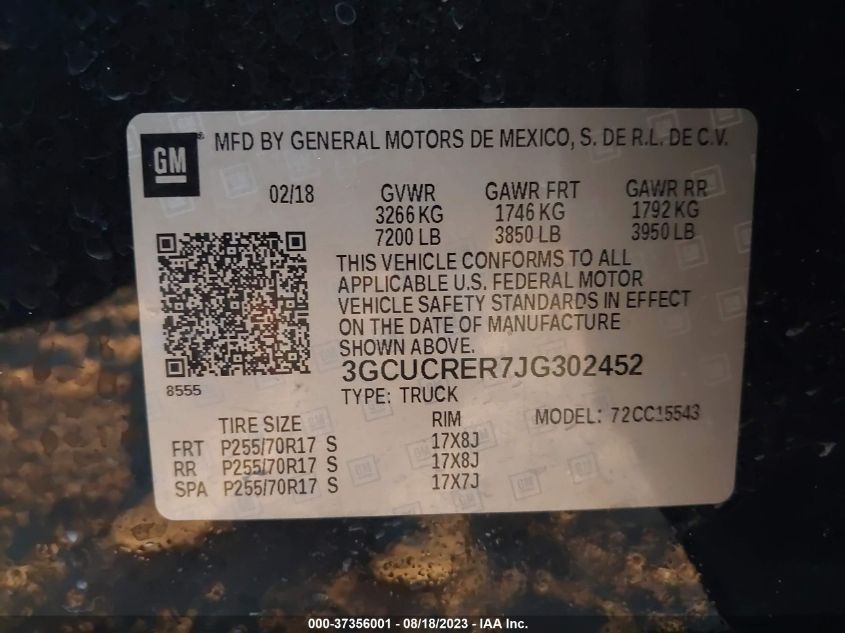 GM ® MFD BY GENERAL MOTORS DE MEXICO, S. DE R.L. DE C.V.
02/18 GVWR GAWR FRT GAWR RR
3266 KG 1746 KG 1792 KG
7200 LB 3850 LB 3950 LB
THIS VEHICLE CONFORMS TO ALL
APPLICABLE U.S. FEDERAL MOTOR
VEHICLE SAFETY STANDARDS IN EFFECT
ON THE DATE OF MANUFACTURE
SHOWN ABOVE.
3GCUCRER7JG302452
8555
TYPE: TRUCK
TIRE SIZE RIM MODEL: 72CC15543
FRT P255/70R17 S 17X8J
RR P255/70R17 S 17X8J
SPA P255/70R17 S 17X7J
000-37356001 - 08/18/2023 - IAA Inc.